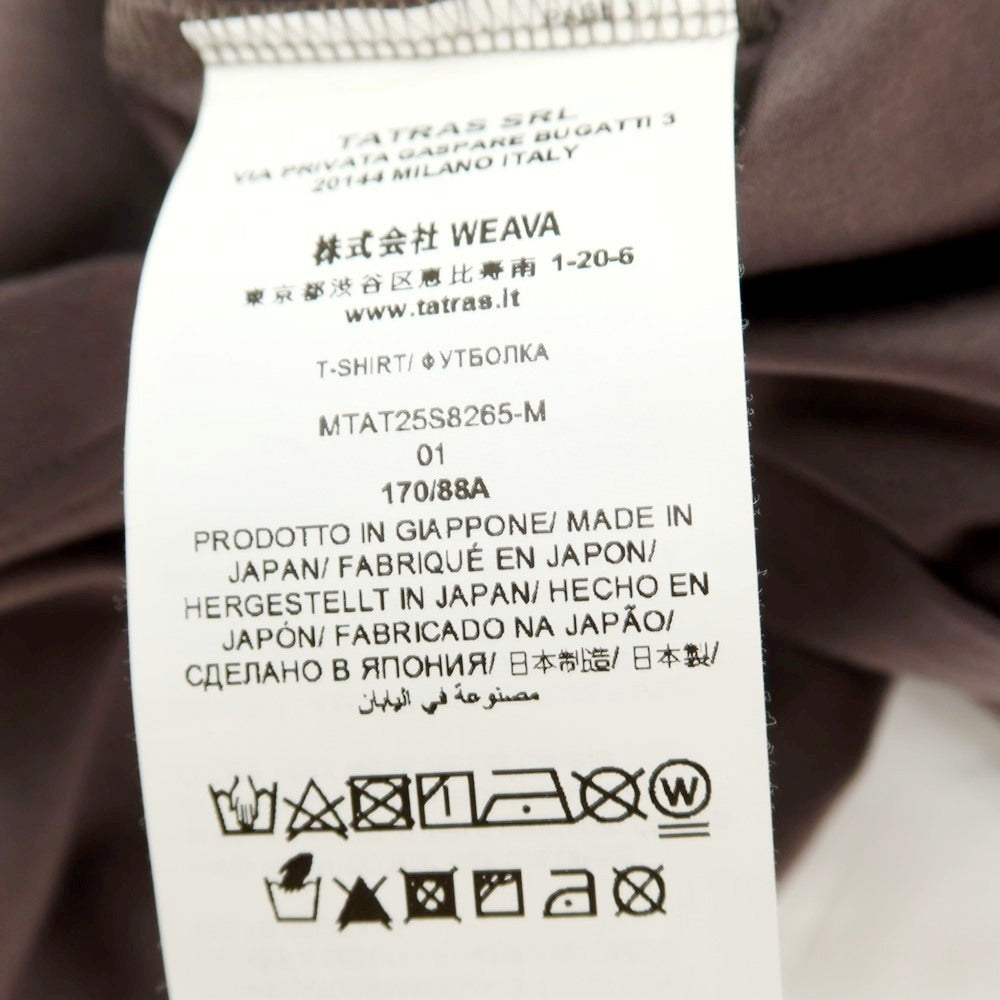 PAGE 1
TATRAS SRL
VIA PRIVATA GASPARE BUGATTI 3
20144 MILANO ITALY
株式会社 WEAVA
東京都渋谷区恵比寿南 1-20-6
www.tatras.it
T-SHIRT/ ФУТБОЛКА
MTAT25S8265-M
01
170/88A
PRODOTTO IN GIAPPONE/ MADE IN
JAPAN/ FABRIQUÉ EN JAPON/
HERGESTELLT IN JAPAN/ HECHO EN
JAPÓN/ FABRICADO NA JAPÃO/
СДЕЛАНО В ЯПОНИЯ/ 日本制造/ 日本製/
مصنوعة في اليابان
W